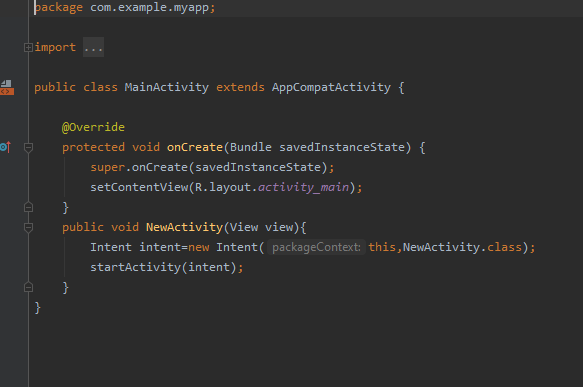 package com.example.myapp;
import ...
public class MainActivity extends AppCompatActivity {
@Override
protected void onCreate(Bundle savedInstanceState) {
super.onCreate(savedInstanceState);
setContentView(R.layout.activity_main);
}
public void NewActivity(View view){
Intent intent=new Intent( packageContext: this,NewActivity.class);
startActivity(intent);
}
}